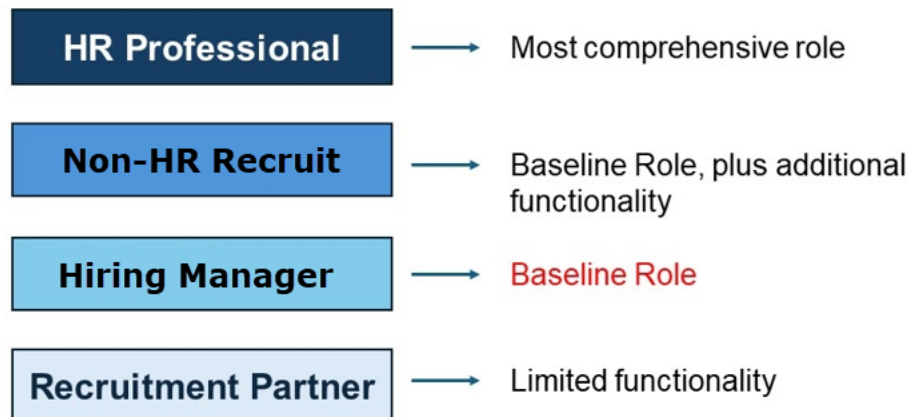 HR Professional
Most comprehensive role
Non-HR Recruit
Baseline Role, plus additional
functionality
Hiring Manager
Baseline Role
Recruitment Partner
Limited functionality